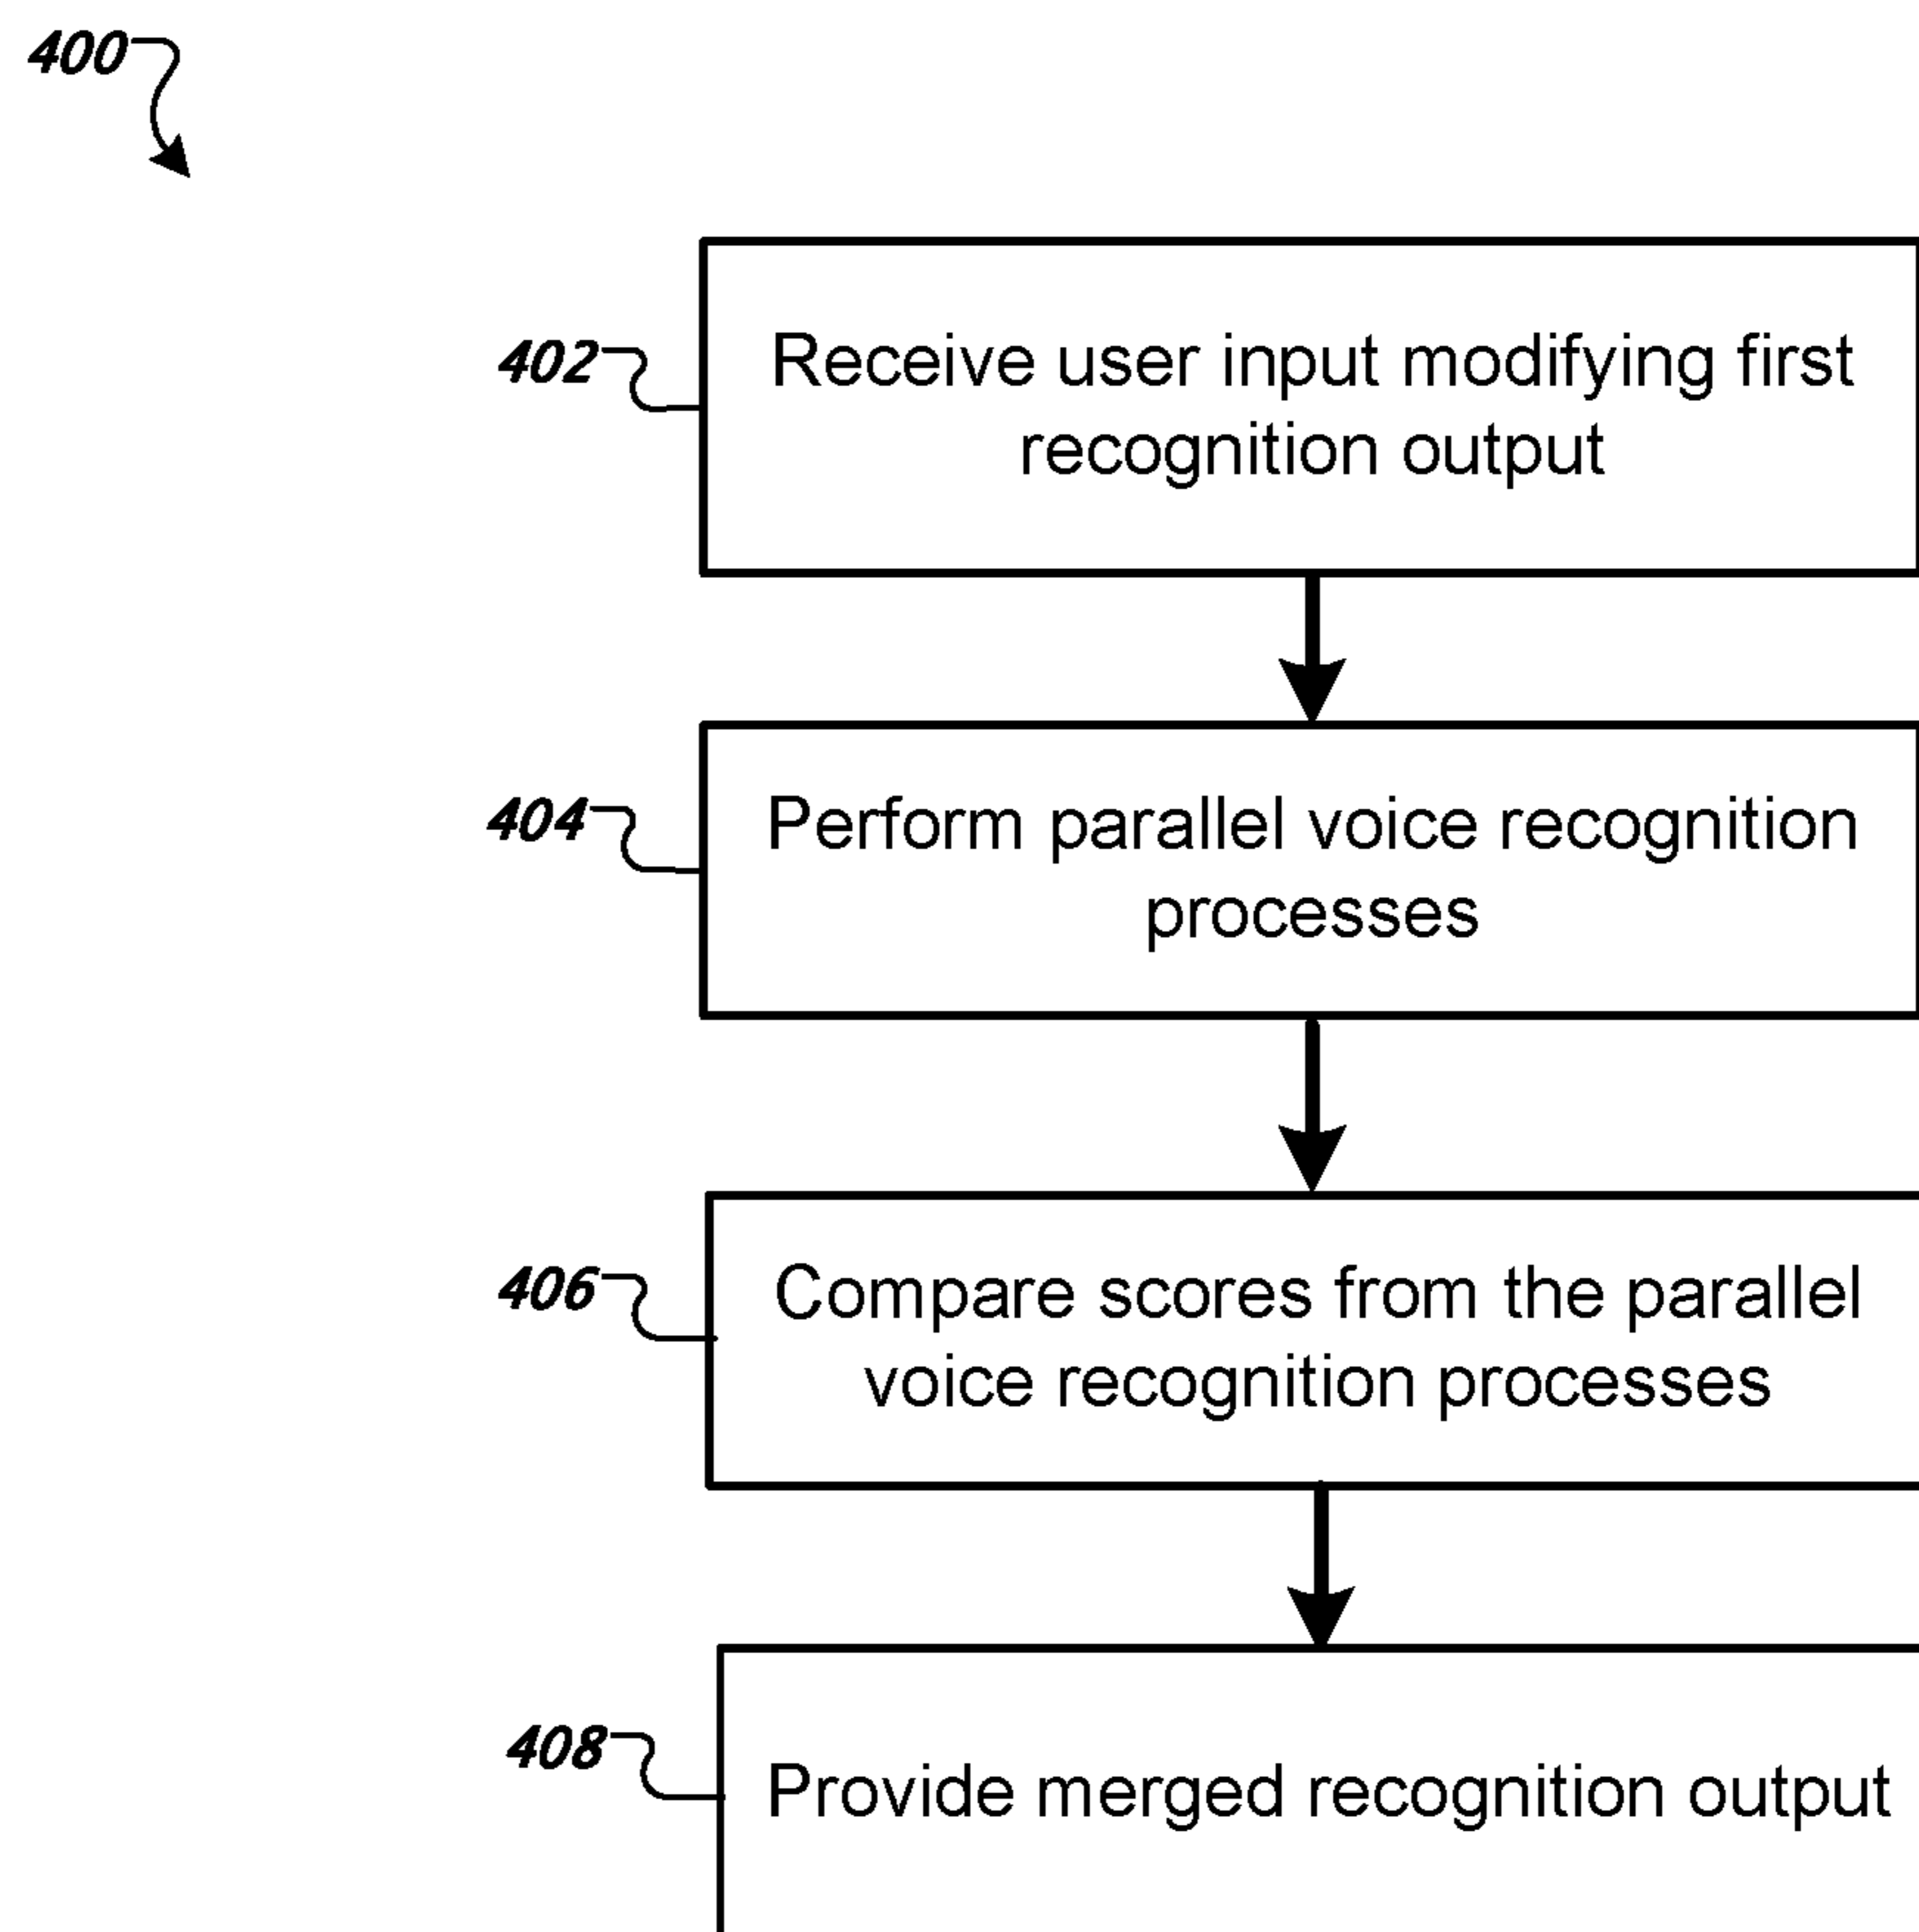 400
402
Receive user input modifying first
recognition output
404
Perform parallel voice recognition
processes
406
Compare scores from the parallel
voice recognition processes
408
Provide merged recognition output